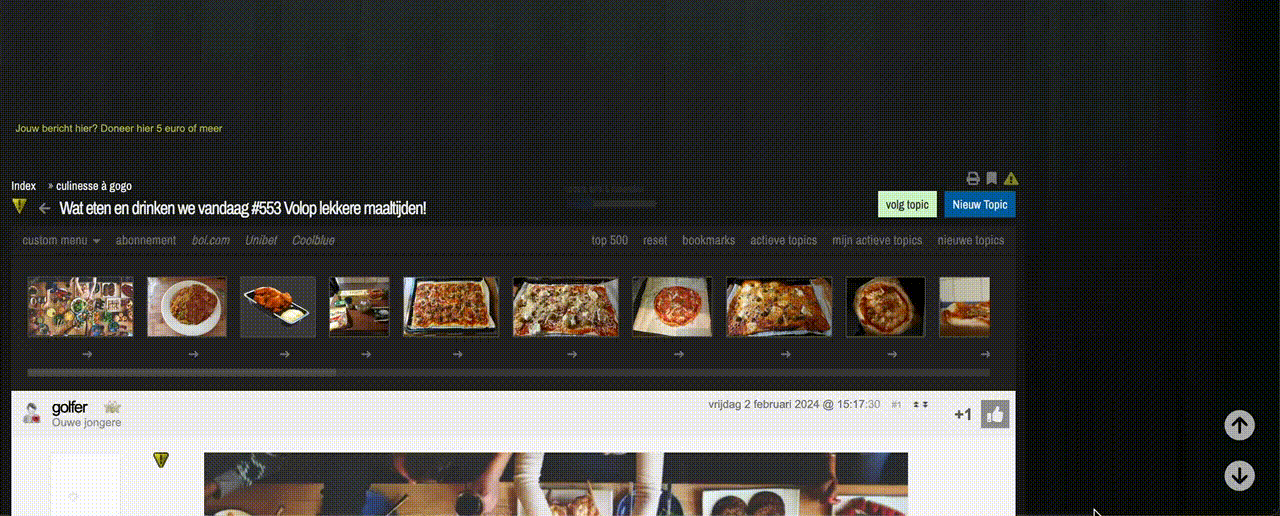 Jouw bericht hier? Doneer hier 5 euro of meer
Index » culinesse à gogo
Wat eten en drinken we vandaag #553 Volop lekkere maaltijden!
volg topic
Nieuw Topic
custom menu abonnement bol.com Unibet Coolblue
top 500 reset bookmarks actieve topics mijn actieve topics nieuwe topics
golfer
Ouwe jongere
vrijdag 2 februari 2024 @ 15:17:30 #1
+1